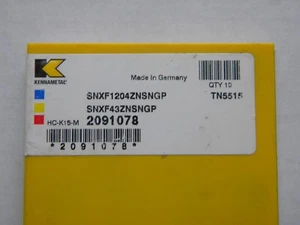 KENNAMETAL
Made in Germany
QTY 10
SNXF1204ZNSNGP TN5515
SNXF43ZNSNGP
HC-K15-M 2091078
*2091078*